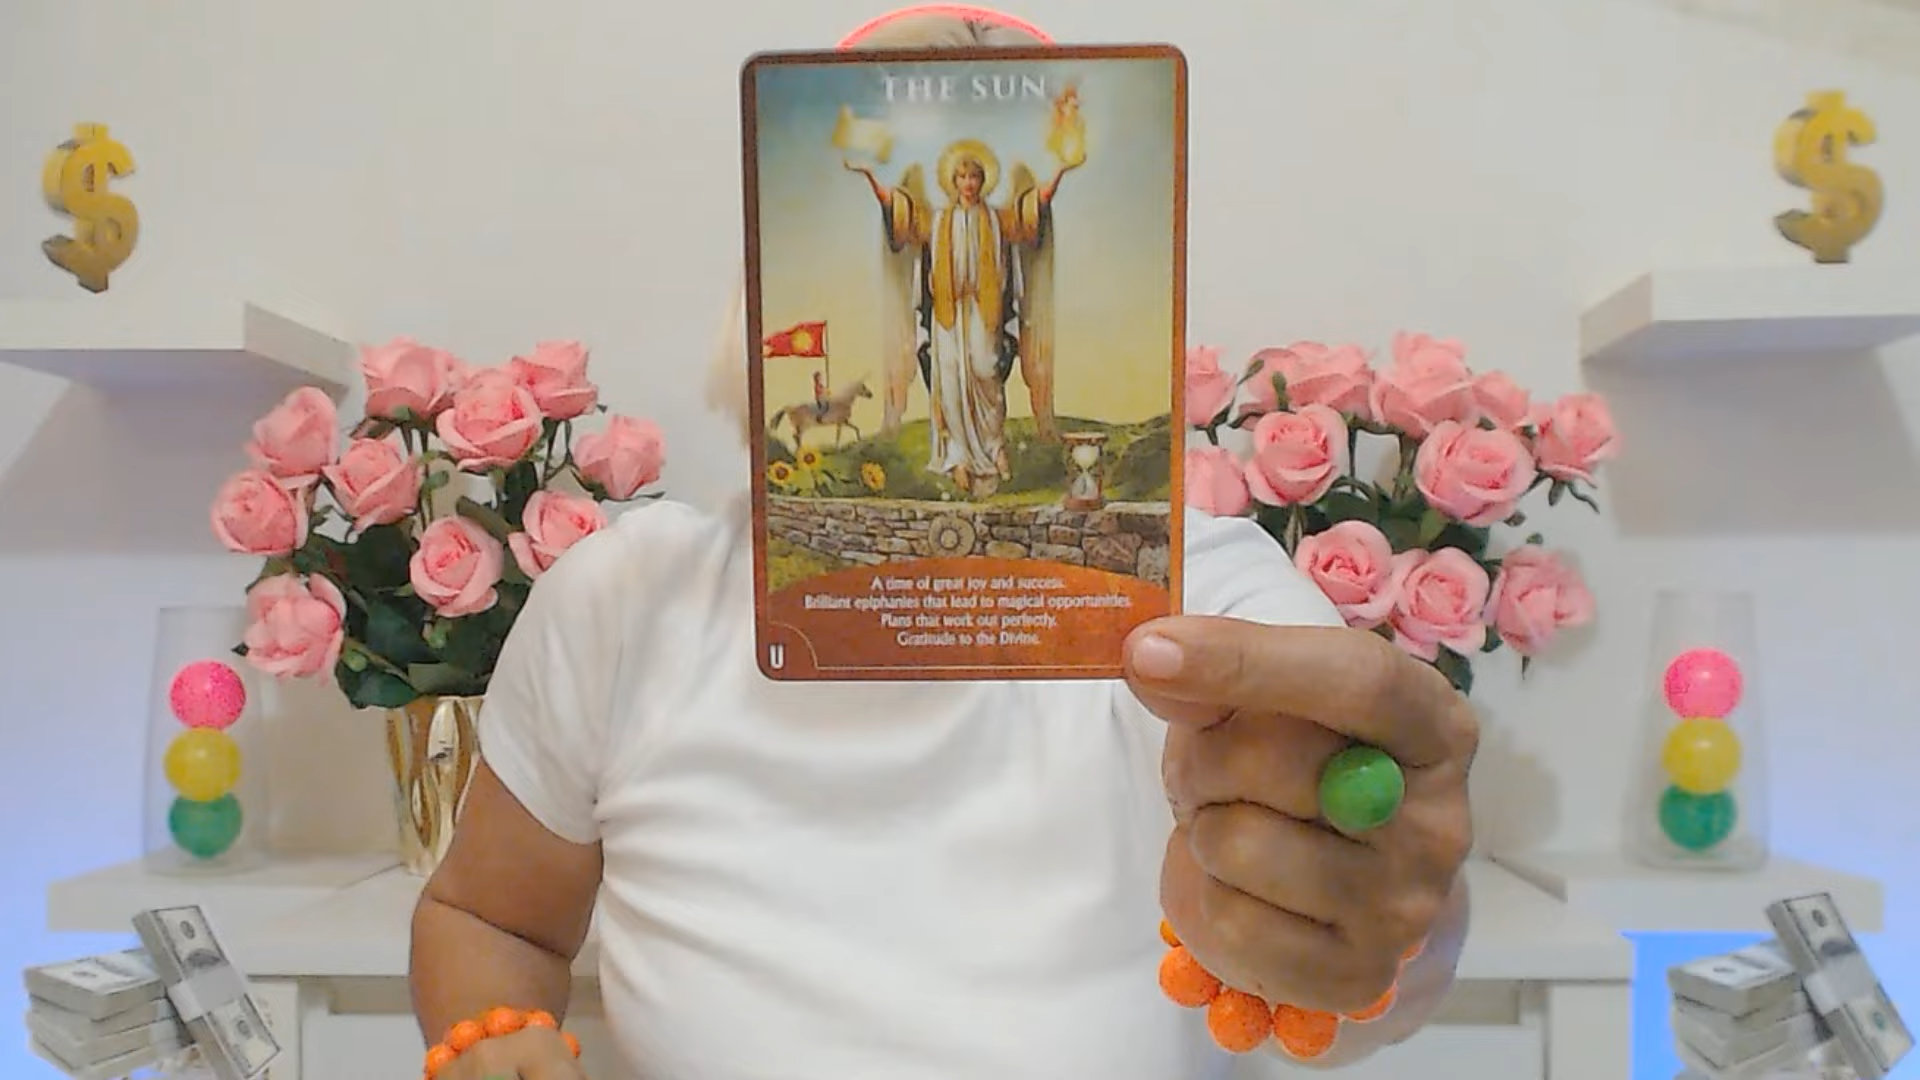 THE SUN
A time of great joy and success.
Brilliant epiphanies that lead to magical opportunities.
Plans that work out perfectly.
Gratitude to the Divine.
U